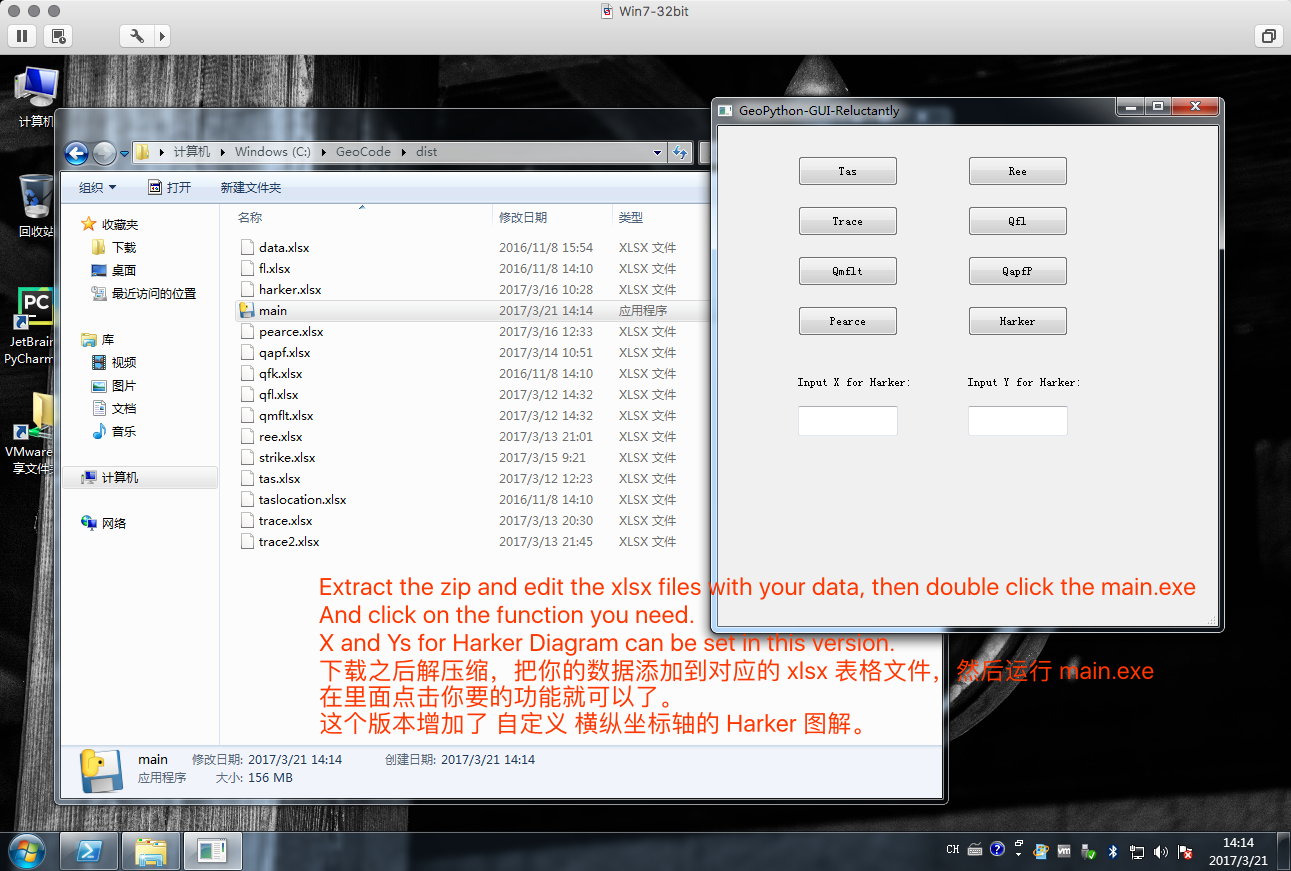 Win7-32bit
计算机
回收站
JetBrain
PyCharm
VMware
享文件
计算机 Windows (C:) GeoCode dist
组织 打开 新建文件夹
收藏夹
下载
桌面
最近访问的位置
库
视频
图片
文档
音乐
计算机
网络
名称 修改日期 类型
data.xlsx 2016/11/8 15:54 XLSX 文件
fl.xlsx 2016/11/8 14:10 XLSX 文件
harker.xlsx 2017/3/16 10:28 XLSX 文件
main 2017/3/21 14:14 应用程序
pearce.xlsx 2017/3/16 12:33 XLSX 文件
qapf.xlsx 2017/3/14 10:51 XLSX 文件
qfk.xlsx 2016/11/8 14:10 XLSX 文件
qfl.xlsx 2017/3/12 14:32 XLSX 文件
qmflt.xlsx 2017/3/12 14:32 XLSX 文件
ree.xlsx 2017/3/13 21:01 XLSX 文件
strike.xlsx 2017/3/15 9:21 XLSX 文件
tas.xlsx 2017/3/12 12:23 XLSX 文件
taslocation.xlsx 2016/11/8 14:10 XLSX 文件
trace.xlsx 2017/3/13 20:30 XLSX 文件
trace2.xlsx 2017/3/13 21:45 XLSX 文件
GeoPython-GUI-Reluctantly
Tas Ree
Trace Qfl
Qmflt QapfP
Pearce Harker
Input X for Harker: Input Y for Harker:
Extract the zip and edit the xlsx files with your data, then double click the main.exe
And click on the function you need.
X and Ys for Harker Diagram can be set in this version.
下载之后解压缩，把你的数据添加到对应的 xlsx 表格文件，然后运行 main.exe
在里面点击你要的功能就可以了。
这个版本增加了 自定义 横纵坐标轴的 Harker 图解。
main 修改日期: 2017/3/21 14:14 创建日期: 2017/3/21 14:14
应用程序 大小: 156 MB
CH
14:14
2017/3/21